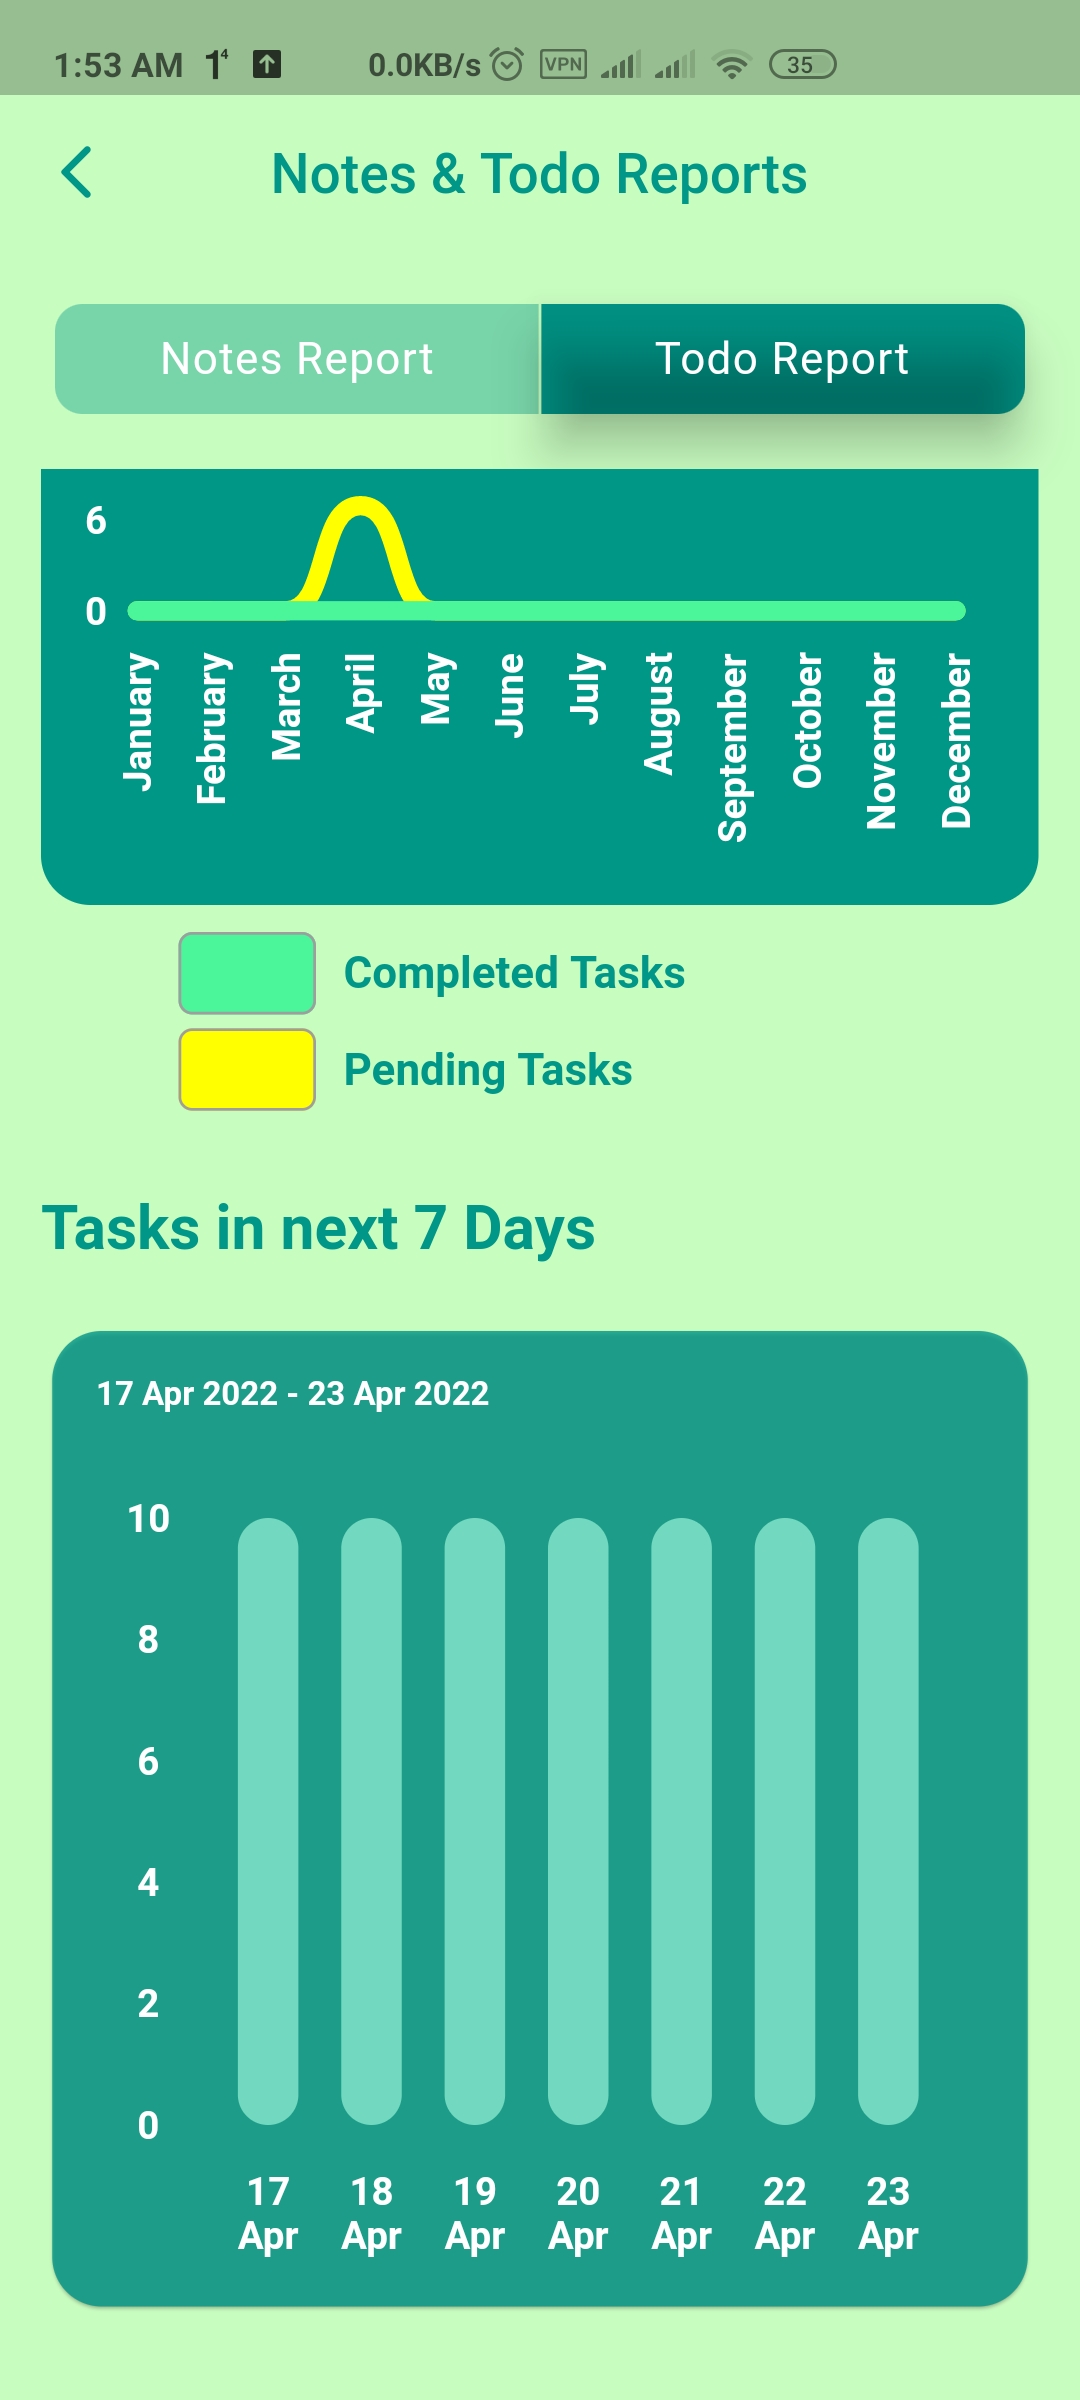 1:53 AM 1⁴ 0.0KB/s VPN 35
Notes & Todo Reports
Notes Report Todo Report
6
0
January February March April May June July August September October November December
Completed Tasks
Pending Tasks
Tasks in next 7 Days
17 Apr 2022 - 23 Apr 2022
10
8
6
4
2
0
17 18 19 20 21 22 23
Apr Apr Apr Apr Apr Apr Apr